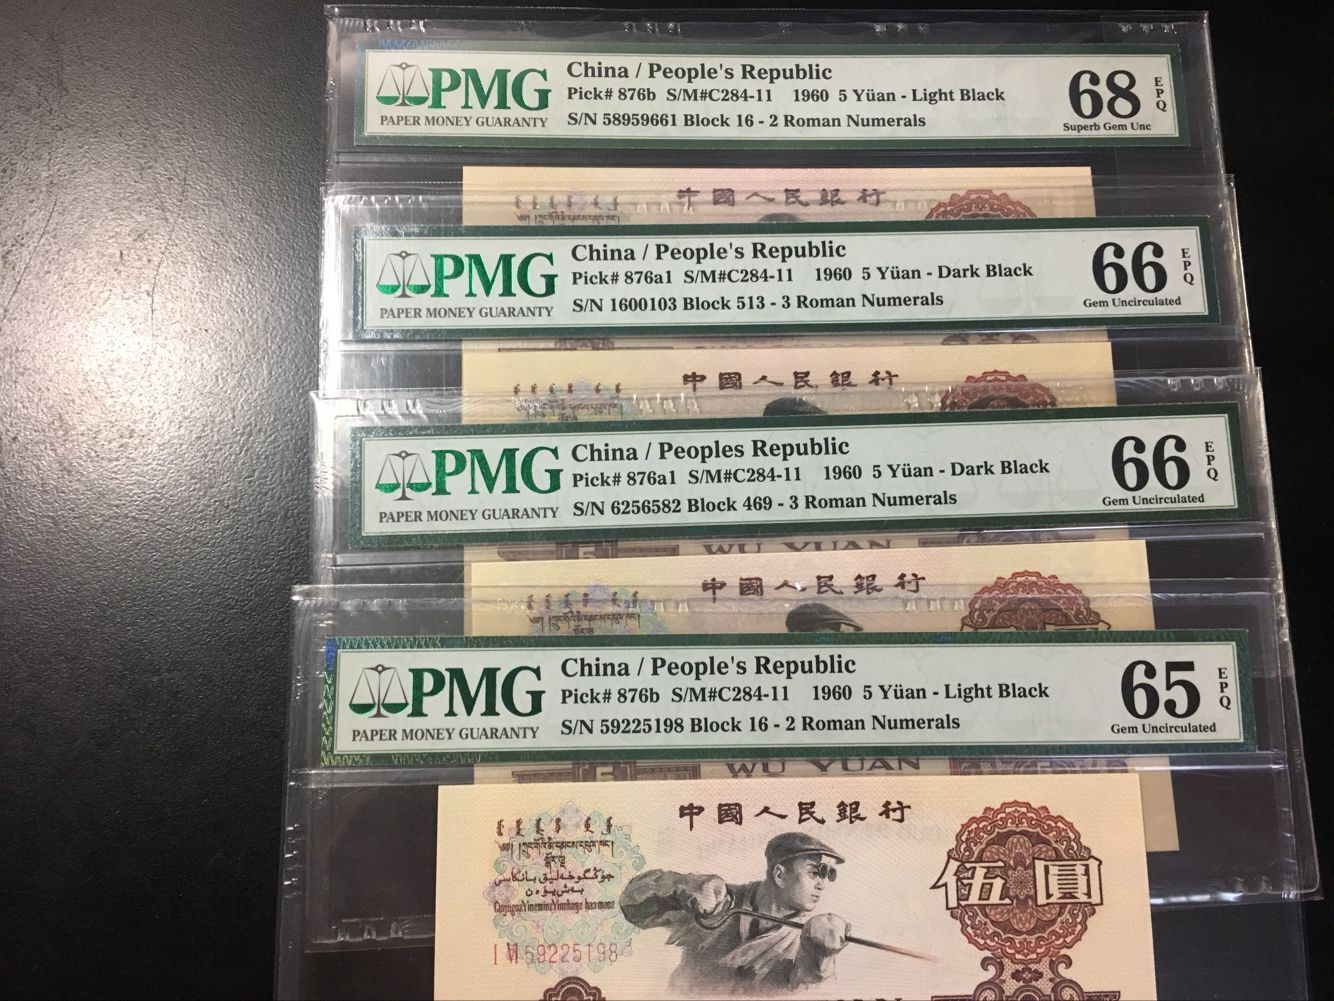 PMG
PAPER MONEY GUARANTY
China / People's Republic
Pick# 876b S/M#C284-11 1960 5 Yüan - Light Black
S/N 58959661 Block 16 - 2 Roman Numerals
68
EPQ
Superb Gem Unc
中國人民銀行
PMG
PAPER MONEY GUARANTY
China / People's Republic
Pick# 876a1 S/M#C284-11 1960 5 Yüan - Dark Black
S/N 1600103 Block 513 - 3 Roman Numerals
66
EPQ
Gem Uncirculated
中國人民銀行
PMG
PAPER MONEY GUARANTY
China / Peoples Republic
Pick# 876a1 S/M#C284-11 1960 5 Yüan - Dark Black
S/N 6256582 Block 469 - 3 Roman Numerals
66
EPQ
Gem Uncirculated
WU YUAN
中國人民銀行
PMG
PAPER MONEY GUARANTY
China / People's Republic
Pick# 876b S/M#C284-11 1960 5 Yüan - Light Black
S/N 59225198 Block 16 - 2 Roman Numerals
65
EPQ
Gem Uncirculated
WU YUAN
中國人民銀行
伍圓
59225198